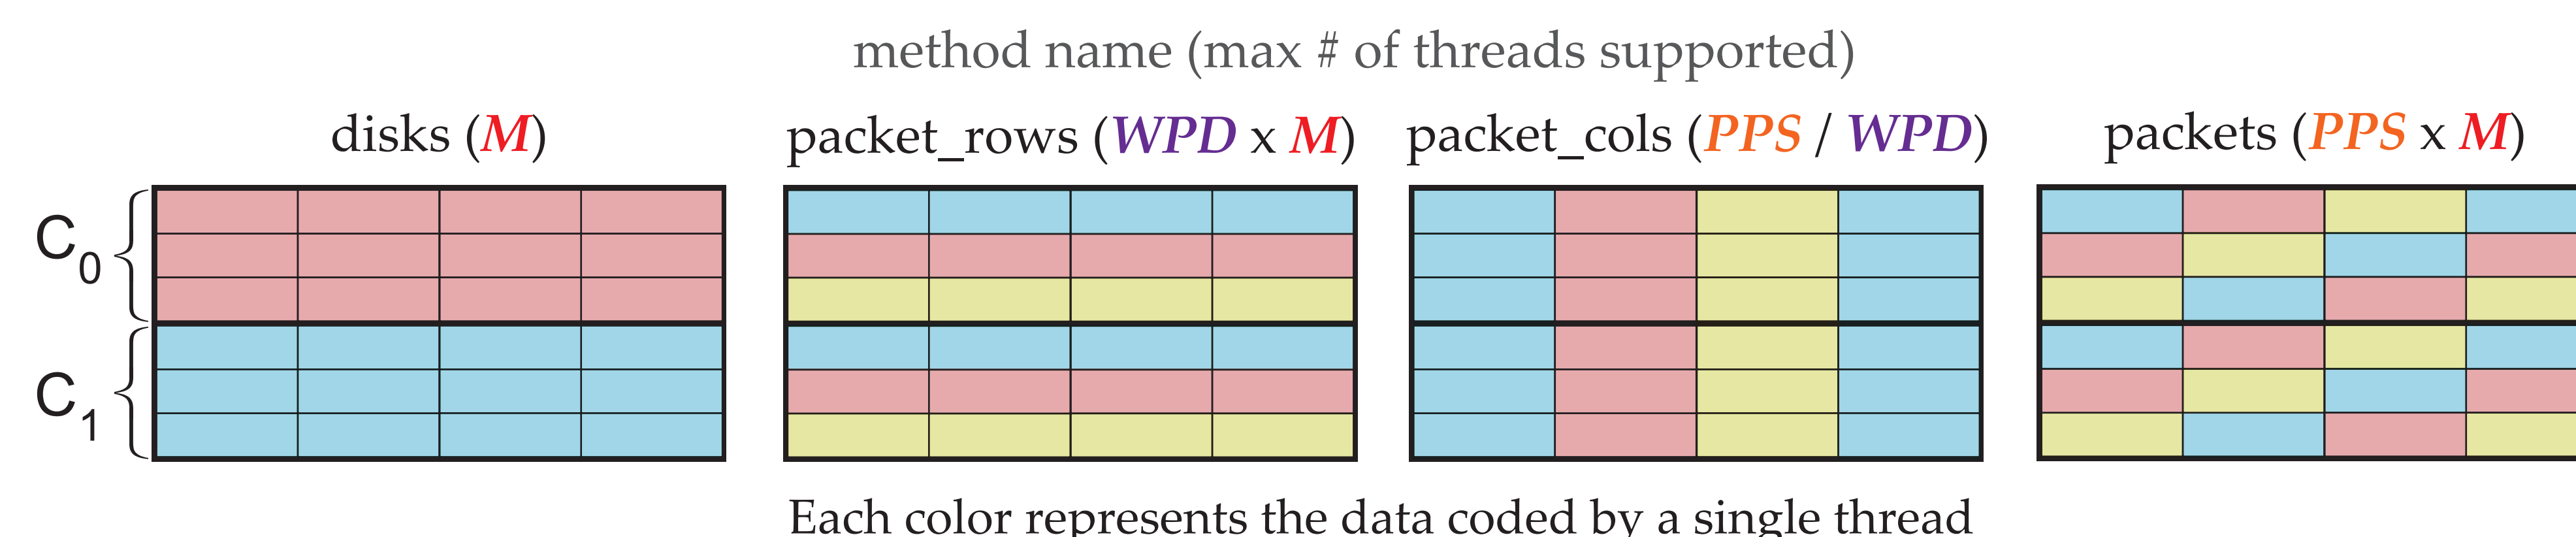 method name (max # of threads supported)
disks (M)
packet_rows (WPD x M)
packet_cols (PPS / WPD)
packets (PPS x M)
C0
C1
Each color represents the data coded by a single thread